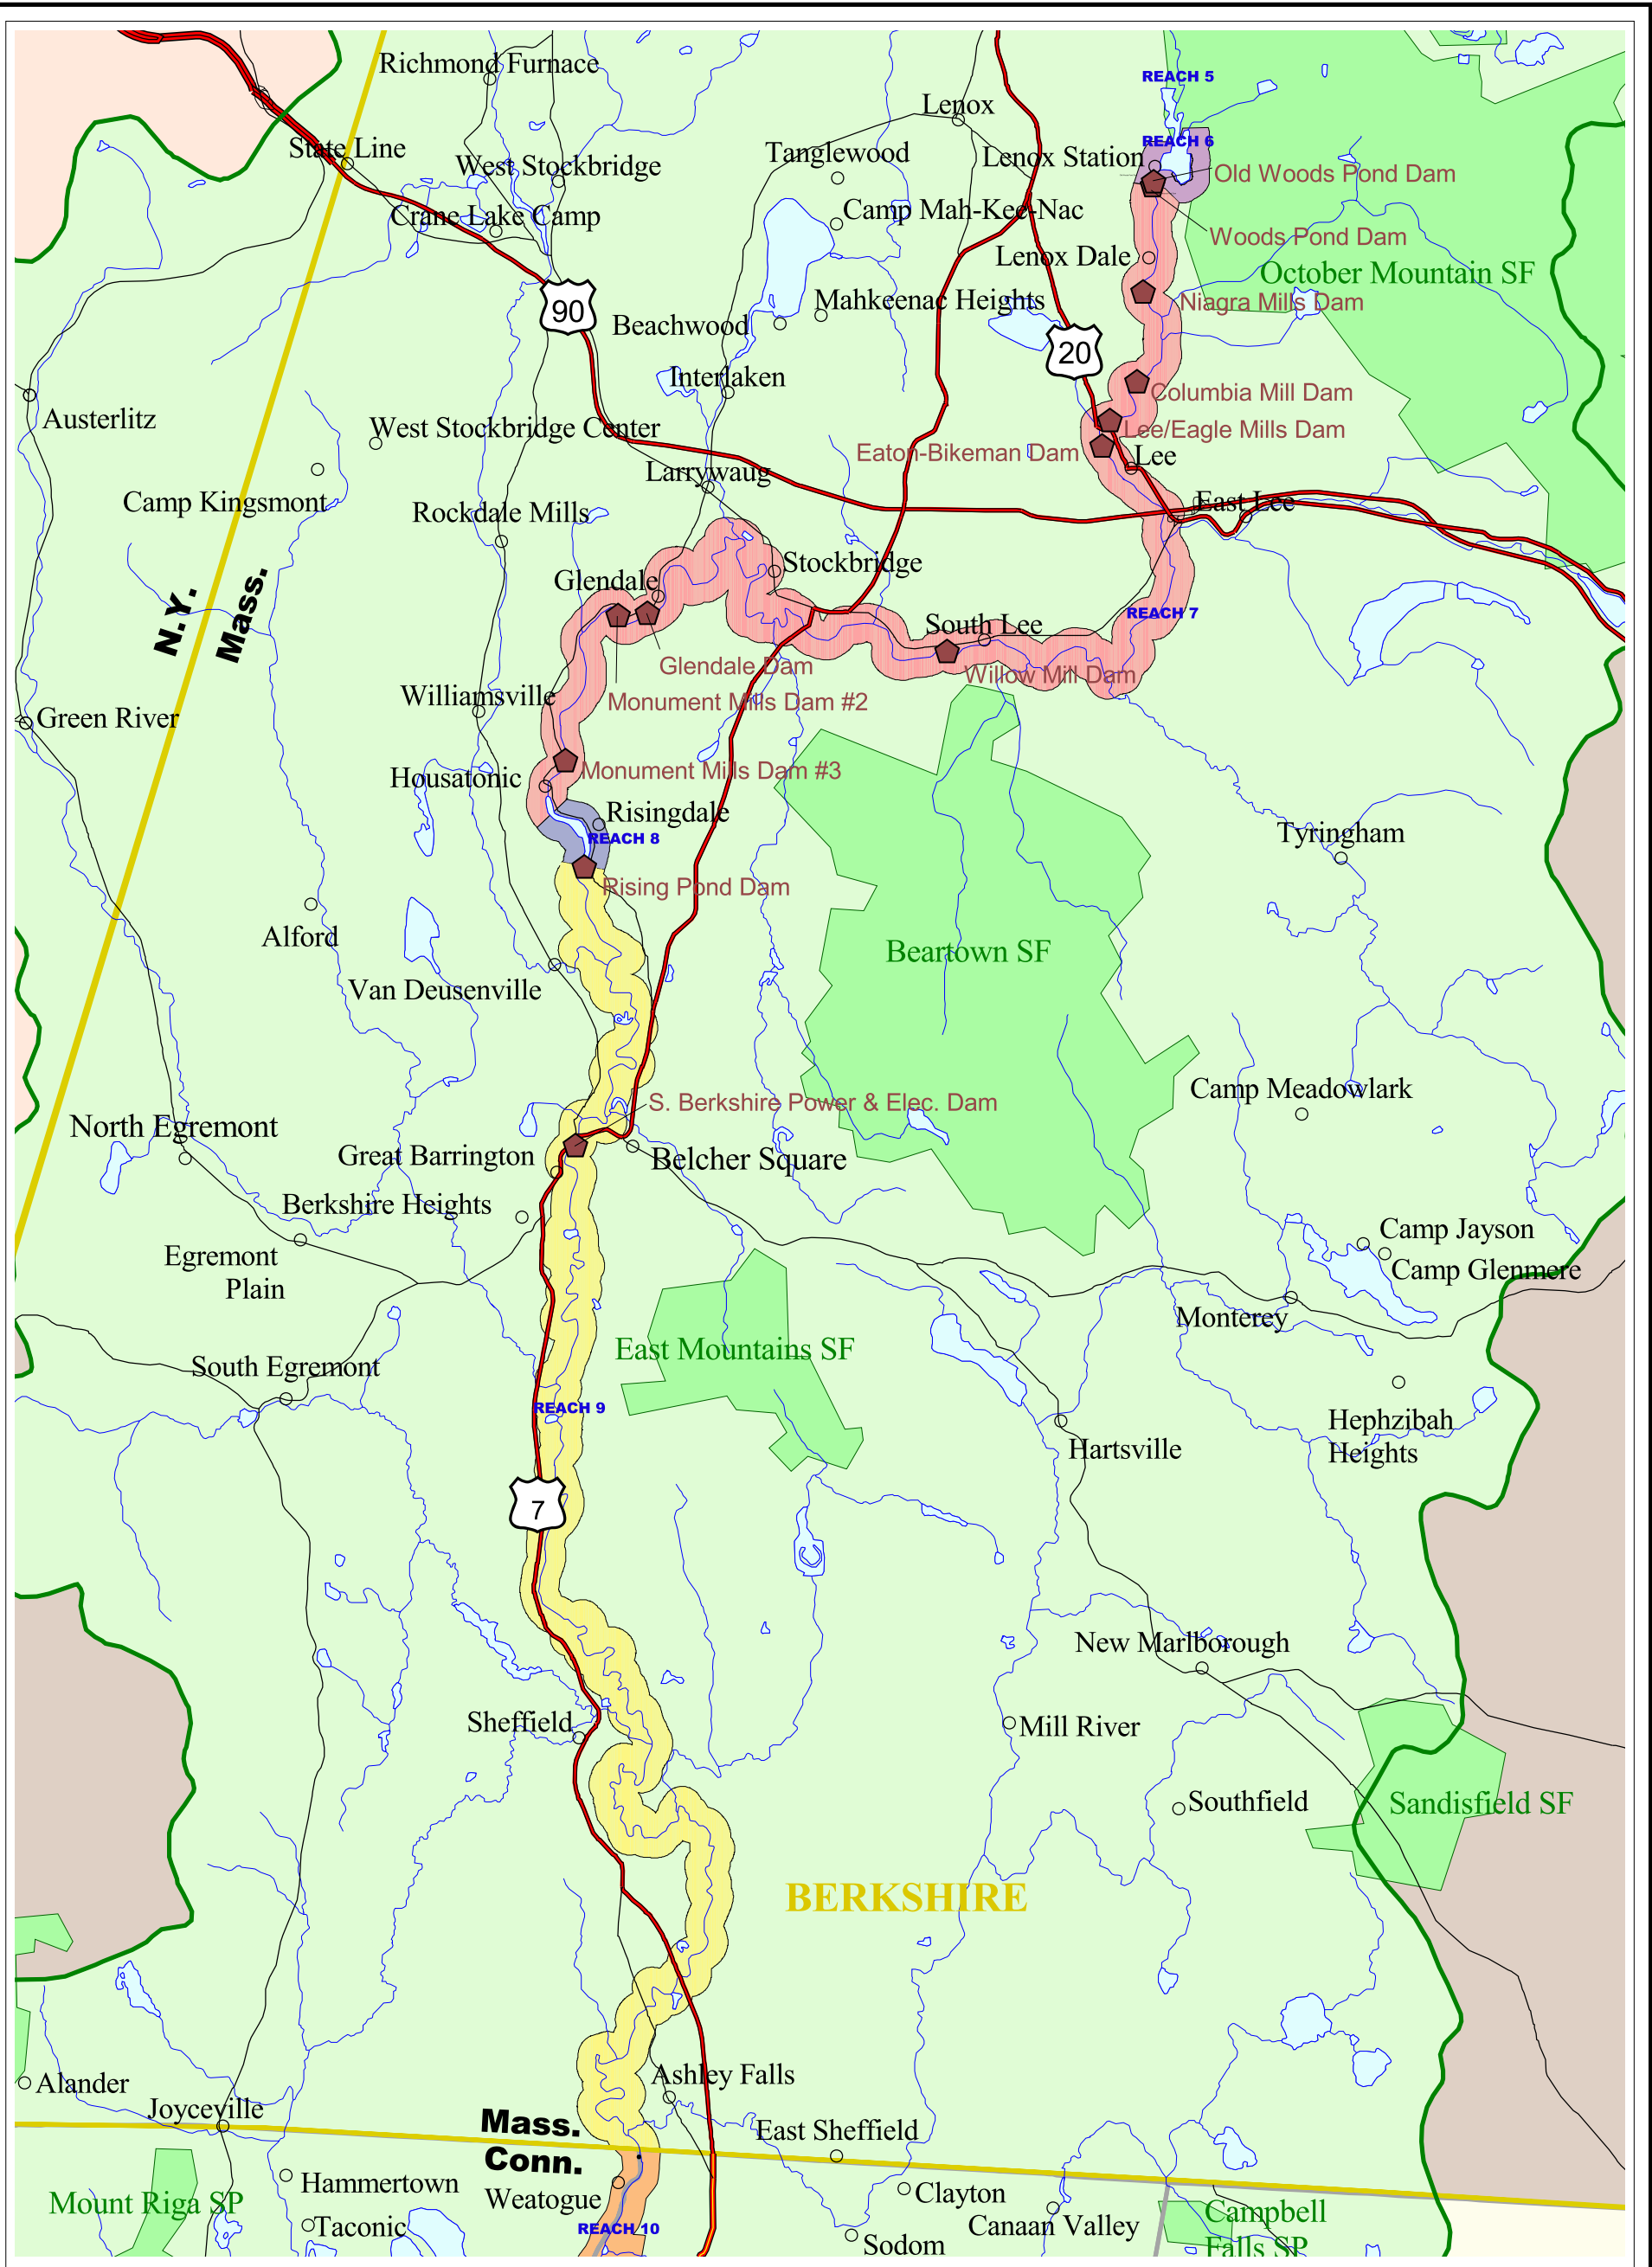 Richmond Furnace
REACH 5
Lenox
REACH 6
State Line
Tanglewood
Lenox Station
West Stockbridge
Old Woods Pond Dam
Crane Lake Camp
Camp Mah-Kee-Nac
Woods Pond Dam
Lenox Dale
October Mountain SF
90
Mahkeenac Heights
Niagra Mills Dam
Beachwood
20
Interlaken
Columbia Mill Dam
Austerlitz
West Stockbridge Center
Lee/Eagle Mills Dam
Eaton-Bikeman Dam
Lee
Larrywaug
Camp Kingsmont
East Lee
Rockdale Mills
Stockbridge
Glendale
N.Y.
Mass.
REACH 7
South Lee
Glendale Dam
Willow Mill Dam
Williamsville
Monument Mills Dam #2
Green River
Housatonic
Monument Mills Dam #3
Risingdale
REACH 8
Tyringham
Rising Pond Dam
Alford
Beartown SF
Van Deusenville
Camp Meadowlark
S. Berkshire Power & Elec. Dam
North Egremont
Great Barrington
Belcher Square
Berkshire Heights
Camp Jayson
Egremont
Plain
Camp Glenmere
Monterey
East Mountains SF
South Egremont
REACH 9
Hephzibah
Heights
Hartsville
7
New Marlborough
Sheffield
Mill River
Southfield
Sandisfield SF
BERKSHIRE
Ashley Falls
Alander
Joyceville
Mass.
East Sheffield
Conn.
Hammertown
Weatogue
Clayton
Mount Riga SP
Campbell
Falls SP
Taconic
REACH 10
Canaan Valley
Sodom